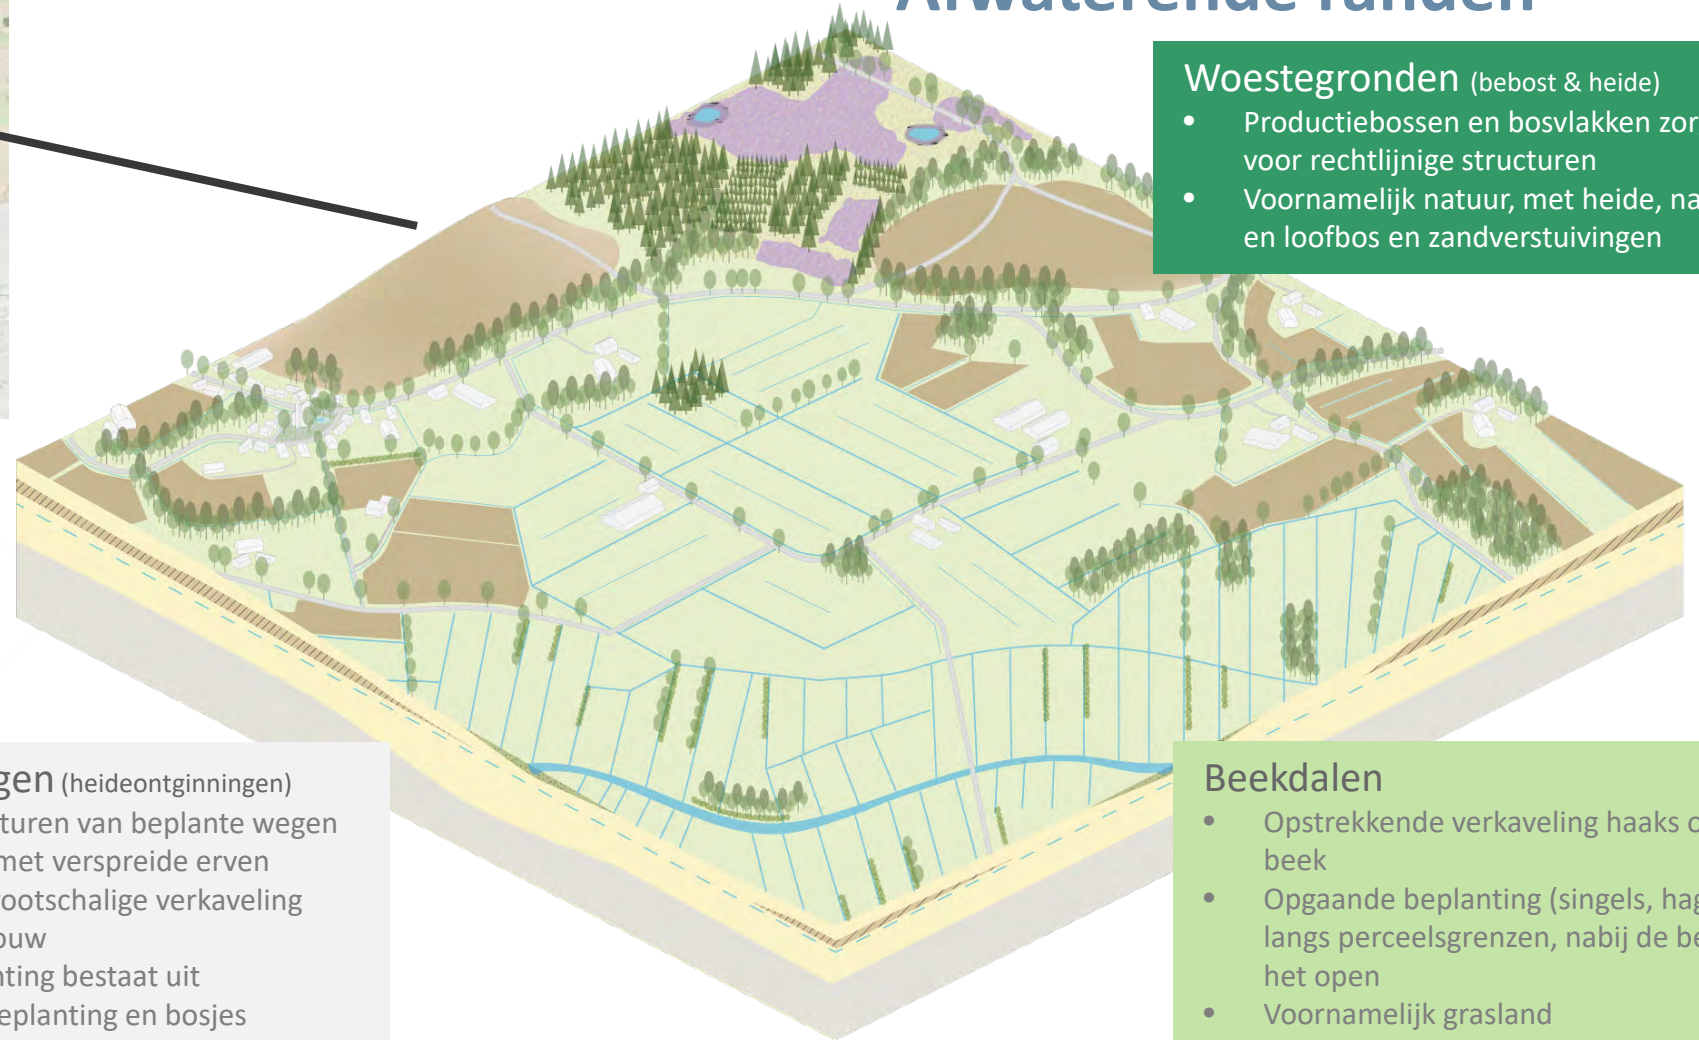 Afwaterende randen
Woestegronden (bebost & heide)
• Productiebossen en bosvlakken zor
voor rechtlijnige structuren
• Voornamelijk natuur, met heide, na
en loofbos en zandverstuivingen
gen (heideontginningen)
turen van beplante wegen
met verspreide erven
ootschalige verkaveling
ouw
nting bestaat uit
eplanting en bosjes
Beekdalen
• Opstrekkende verkaveling haaks o
beek
• Opgaande beplanting (singels, hag
langs perceelsgrenzen, nabij de be
het open
• Voornamelijk grasland